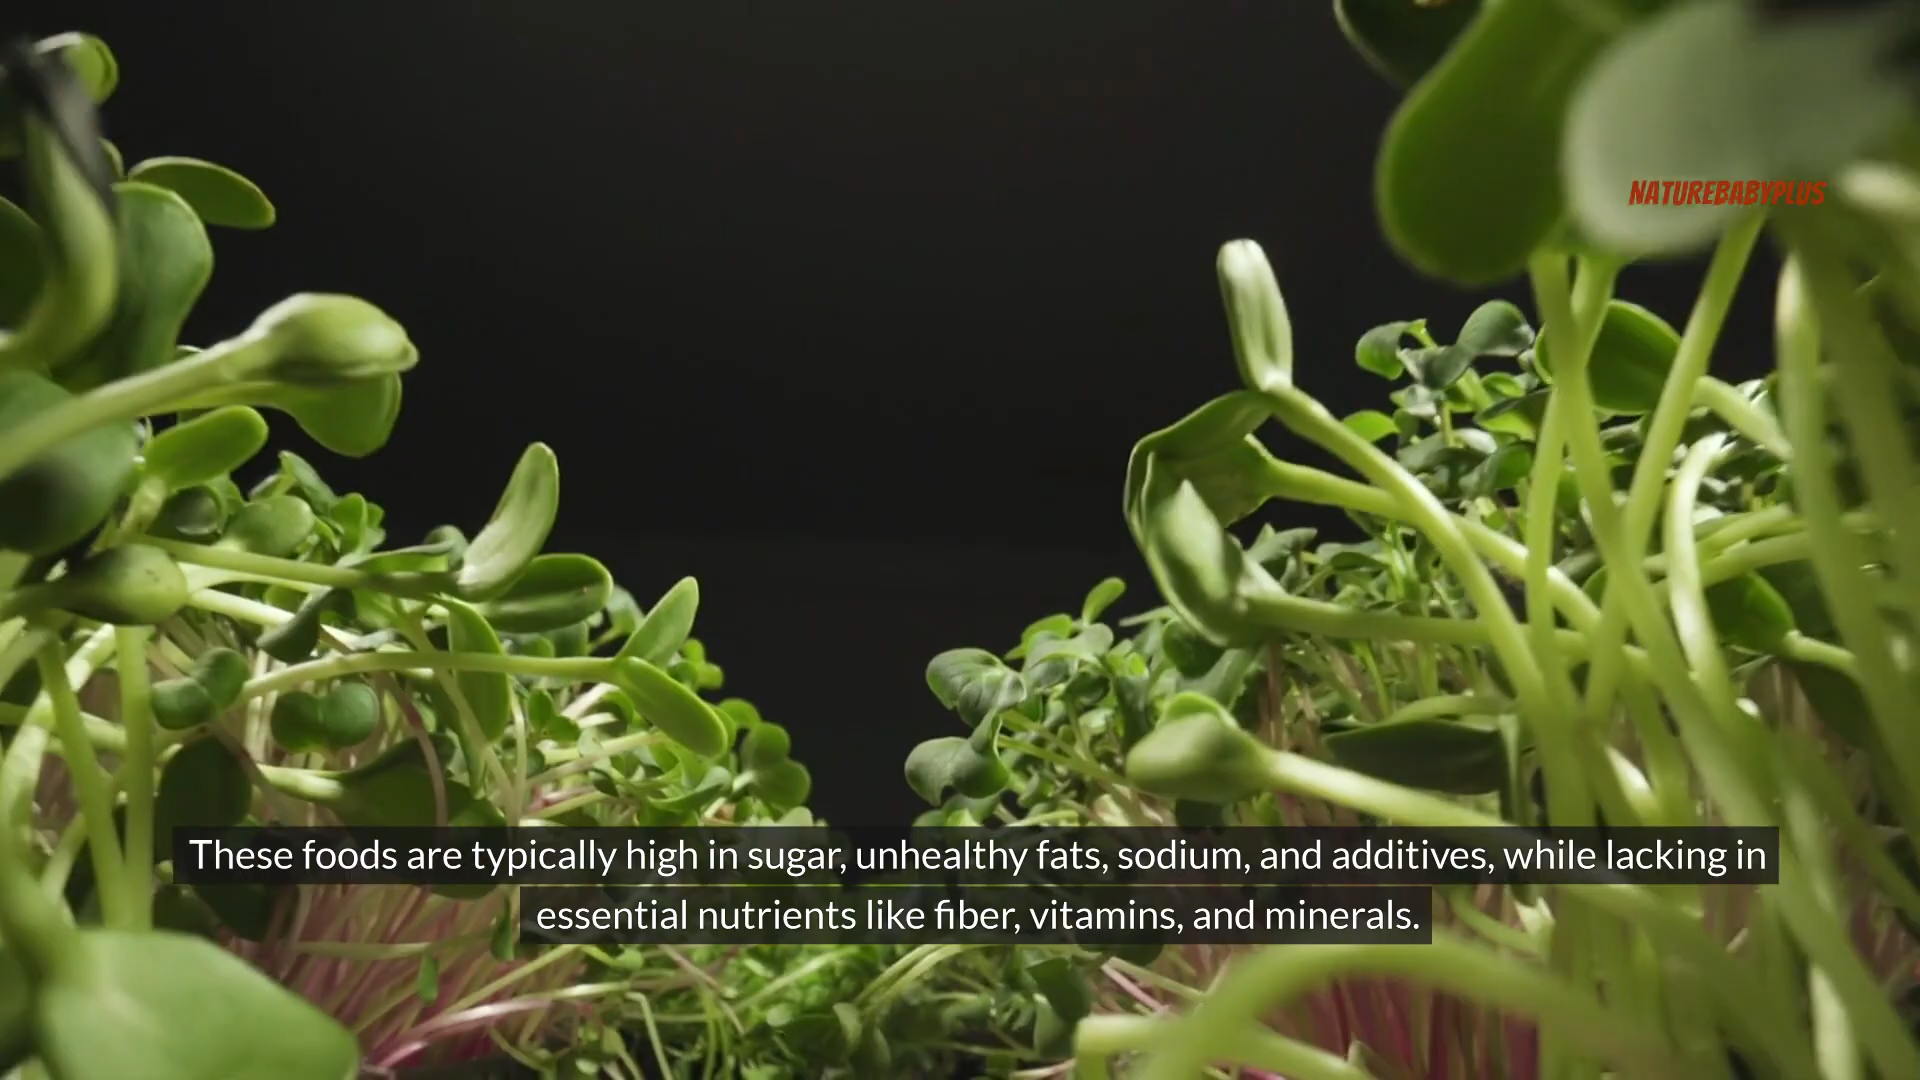 NATUREBABYPLUS
These foods are typically high in sugar, unhealthy fats, sodium, and additives, while lacking in
essential nutrients like fiber, vitamins, and minerals.